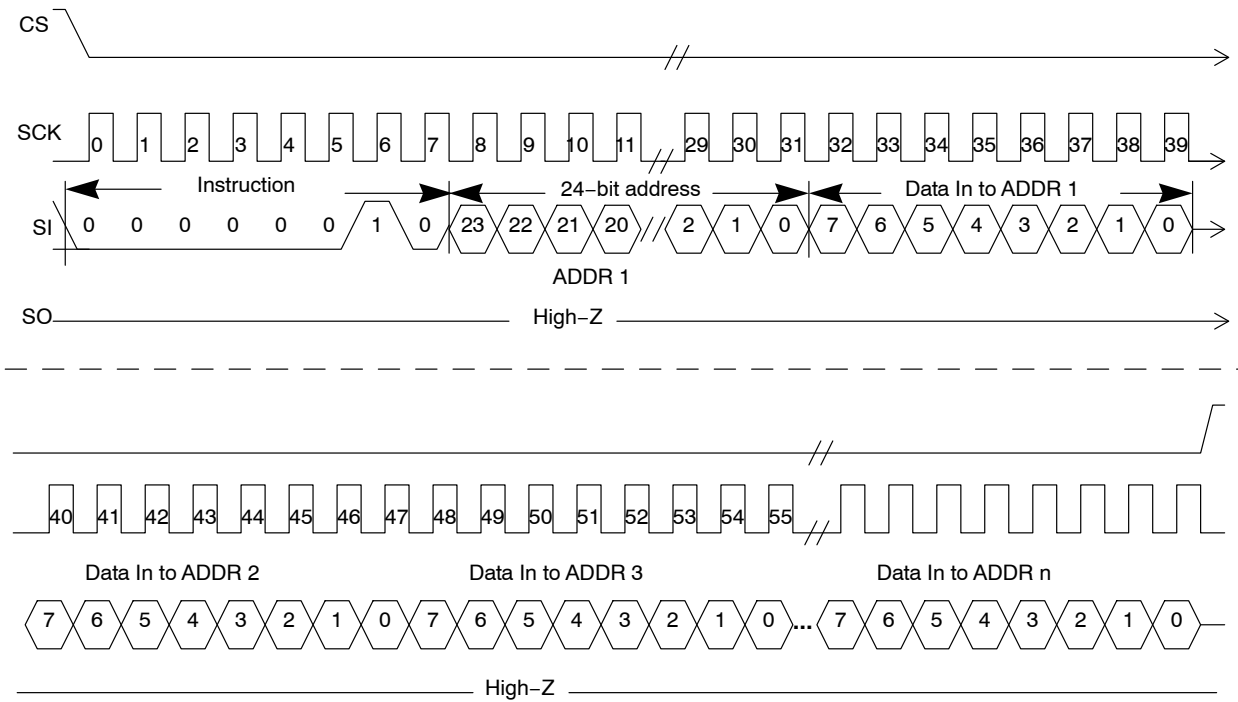 CS
SCK
0 1 2 3 4 5 6 7 8 9 10 11 29 30 31 32 33 34 35 36 37 38 39
Instruction 24−bit address Data In to ADDR 1
SI 0 0 0 0 0 0 1 0 23 22 21 20 2 1 0 7 6 5 4 3 2 1 0
ADDR 1
SO High−Z
40 41 42 43 44 45 46 47 48 49 50 51 52 53 54 55
Data In to ADDR 2 Data In to ADDR 3 Data In to ADDR n
7 6 5 4 3 2 1 0 7 6 5 4 3 2 1 0 ... 7 6 5 4 3 2 1 0
High−Z